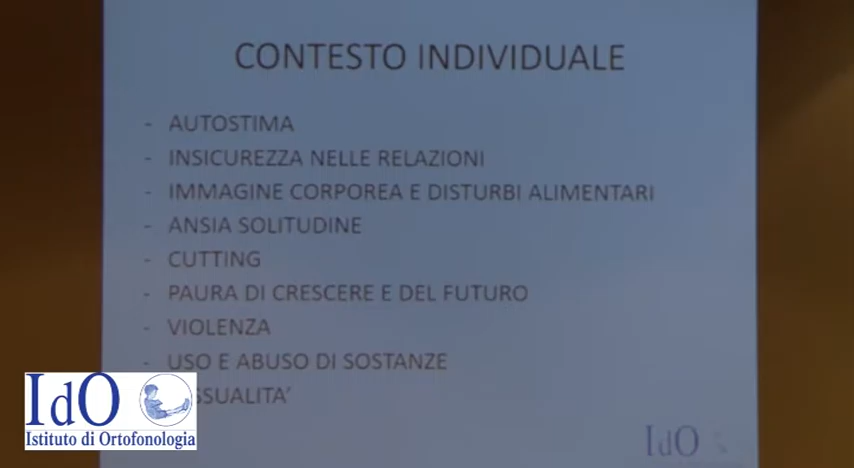 CONTESTO INDIVIDUALE
- AUTOSTIMA
- INSICUREZZA NELLE RELAZIONI
- IMMAGINE CORPOREA E DISTURBI ALIMENTARI
- ANSIA SOLITUDINE
- CUTTING
- PAURA DI CRESCERE E DEL FUTURO
- VIOLENZA
- USO E ABUSO DI SOSTANZE
SSUALITA’
IdO
Istituto di Ortofonologia
IdO